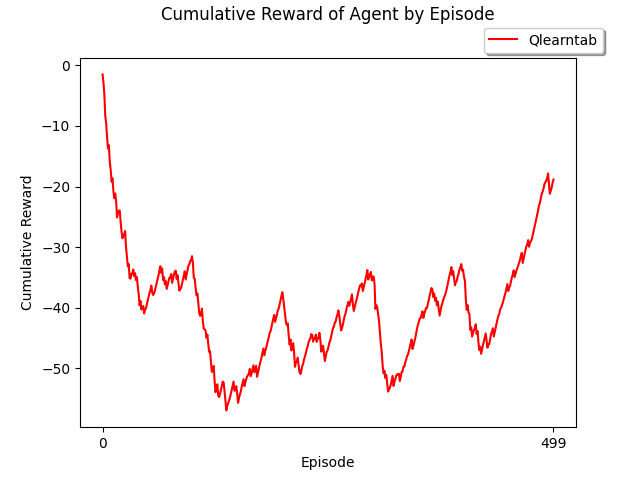 Cumulative Reward of Agent by Episode
Qlearntab
0
−10
−20
−30
−40
−50
Cumulative Reward
0
499
Episode